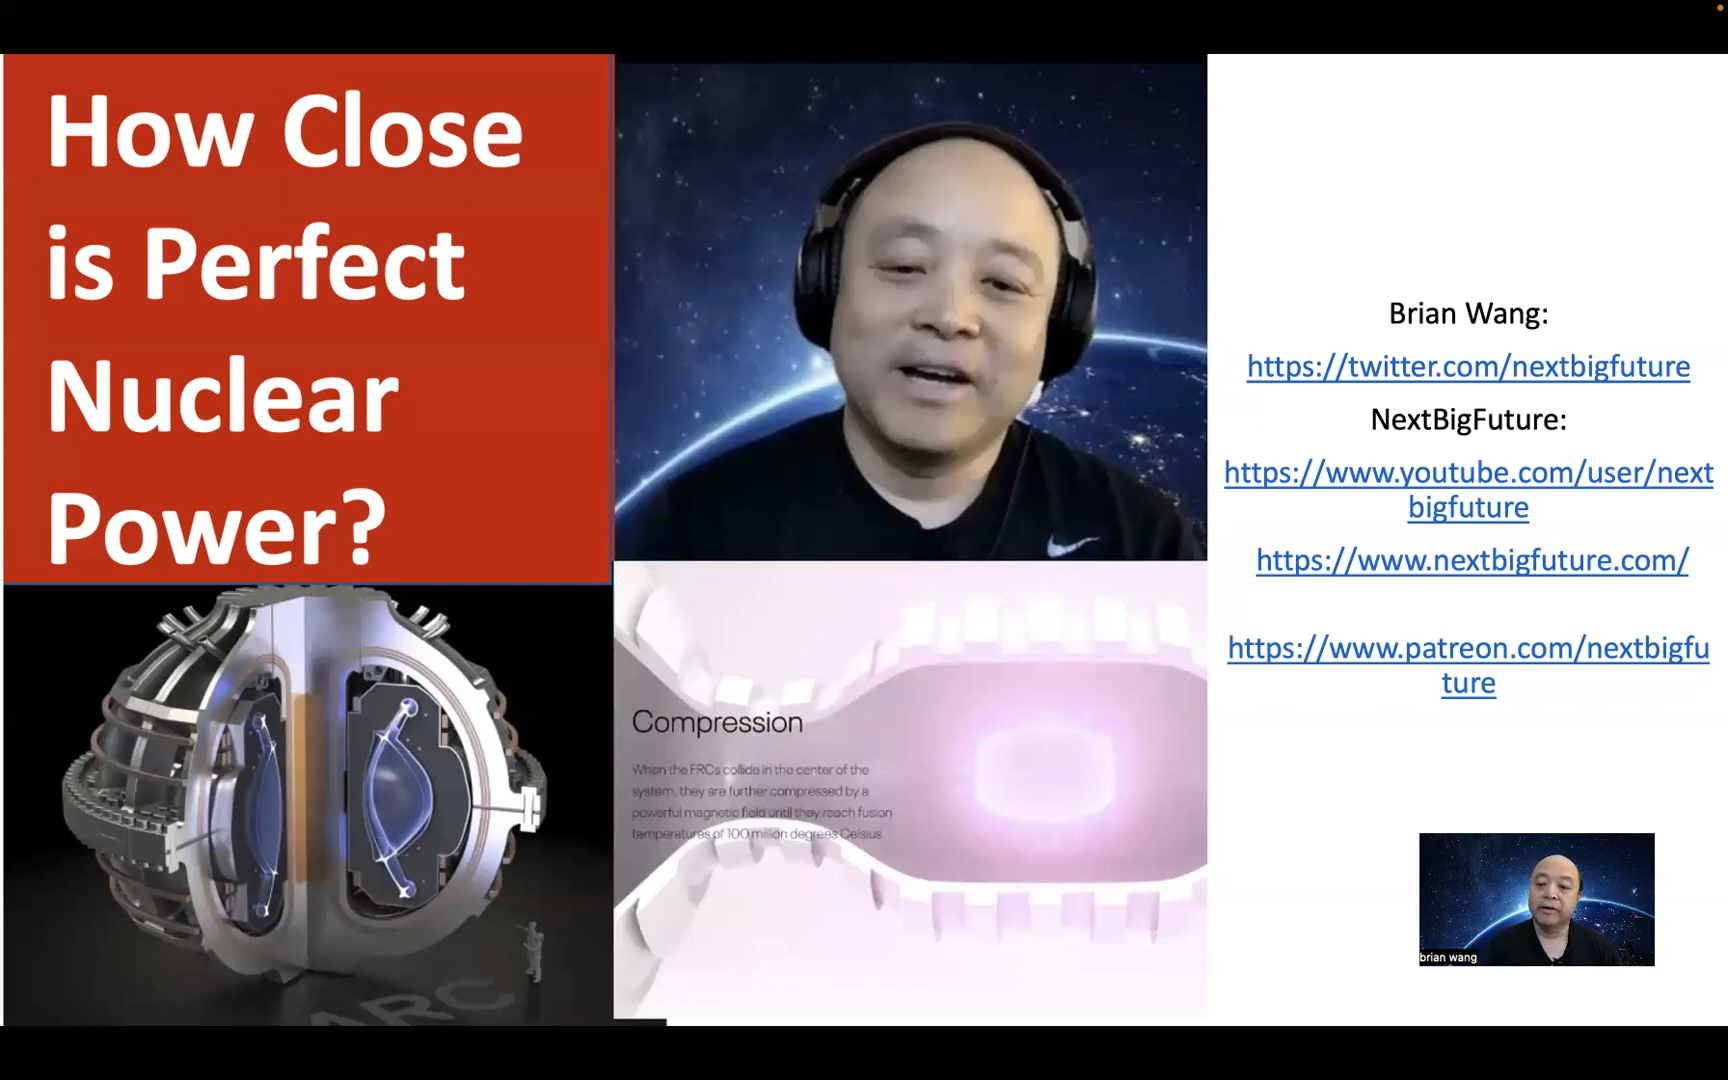 How Close
is Perfect
Nuclear
Power?
Brian Wang:
https://twitter.com/nextbigfuture
NextBigFuture:
https://www.youtube.com/user/next
bigfuture
https://www.nextbigfuture.com/
https://www.patreon.com/nextbigfu
ture
Compression
When the FRCs collide in the center of the
system, they are further compressed by a
powerful magnetic field until they reach fusion
temperatures of 100 million degrees Celsius
ARC
brian wang